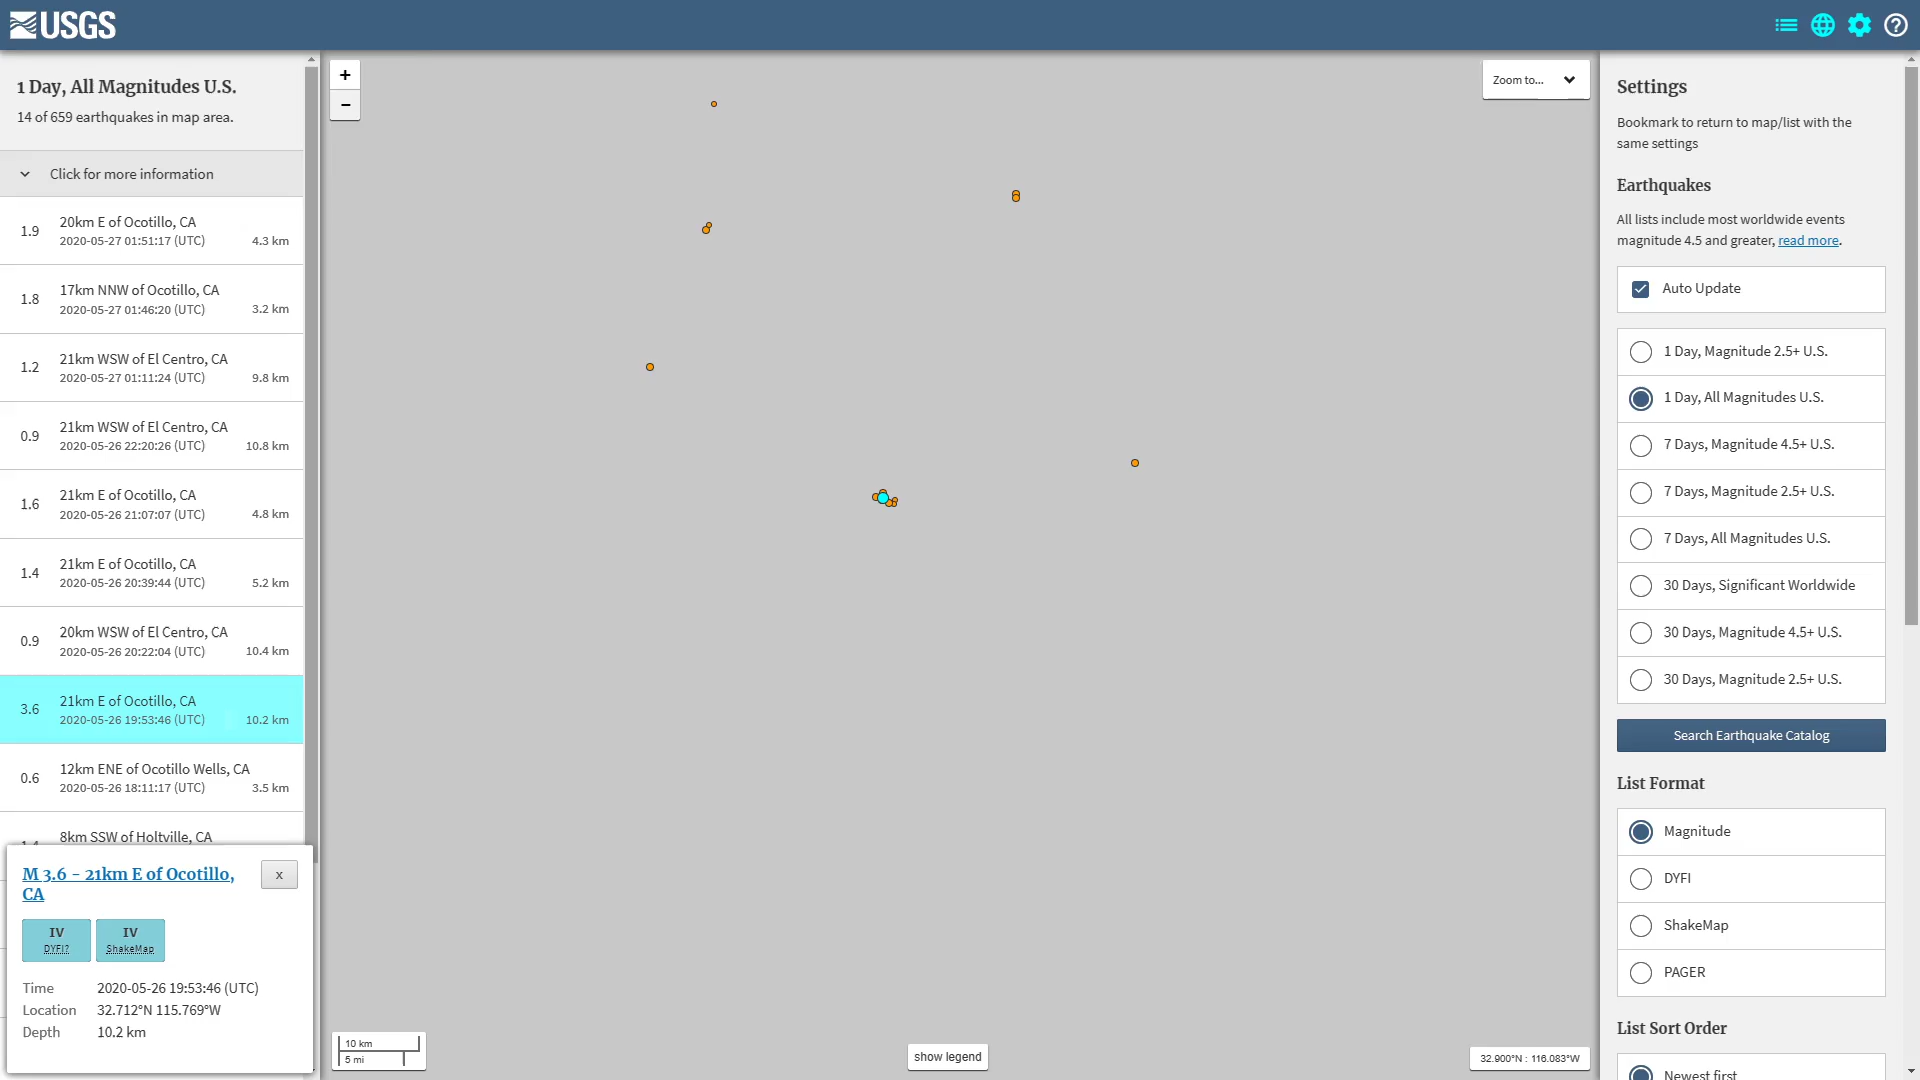 USGS
1 Day, All Magnitudes U.S.
14 of 659 earthquakes in map area.
Click for more information
1.9
20km E of Ocotillo, CA
2020-05-27 01:51:17 (UTC)
4.3 km
1.8
17km NNW of Ocotillo, CA
2020-05-27 01:46:20 (UTC)
3.2 km
1.2
21km WSW of El Centro, CA
2020-05-27 01:11:24 (UTC)
9.8 km
0.9
21km WSW of El Centro, CA
2020-05-26 22:20:26 (UTC)
10.8 km
1.6
21km E of Ocotillo, CA
2020-05-26 21:07:07 (UTC)
4.8 km
1.4
21km E of Ocotillo, CA
2020-05-26 20:39:44 (UTC)
5.2 km
0.9
20km WSW of El Centro, CA
2020-05-26 20:22:04 (UTC)
10.4 km
3.6
21km E of Ocotillo, CA
2020-05-26 19:53:46 (UTC)
10.2 km
0.6
12km ENE of Ocotillo Wells, CA
2020-05-26 18:11:17 (UTC)
3.5 km
8km SSW of Holtville, CA
M 3.6 - 21km E of Ocotillo,
CA
x
IV
DYFI?
IV
ShakeMap
Time 2020-05-26 19:53:46 (UTC)
Location 32.712°N 115.769°W
Depth 10.2 km
+
−
Zoom to...
10 km
5 mi
show legend
32.900°N : 116.083°W
Settings
Bookmark to return to map/list with the
same settings
Earthquakes
All lists include most worldwide events
magnitude 4.5 and greater, read more.
Auto Update
1 Day, Magnitude 2.5+ U.S.
1 Day, All Magnitudes U.S.
7 Days, Magnitude 4.5+ U.S.
7 Days, Magnitude 2.5+ U.S.
7 Days, All Magnitudes U.S.
30 Days, Significant Worldwide
30 Days, Magnitude 4.5+ U.S.
30 Days, Magnitude 2.5+ U.S.
Search Earthquake Catalog
List Format
Magnitude
DYFI
ShakeMap
PAGER
List Sort Order
Newest first